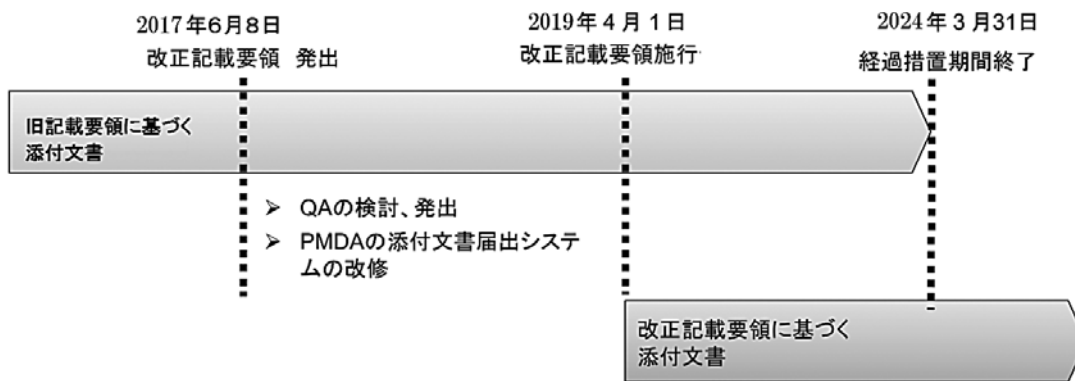 2017年6月8日
改正記載要領 発出
2019年4月1日
改正記載要領施行
2024年3月31日
経過措置期間終了
旧記載要領に基づく
添付文書
➢ QAの検討、発出
➢ PMDAの添付文書届出システ
ムの改修
改正記載要領に基づく
添付文書